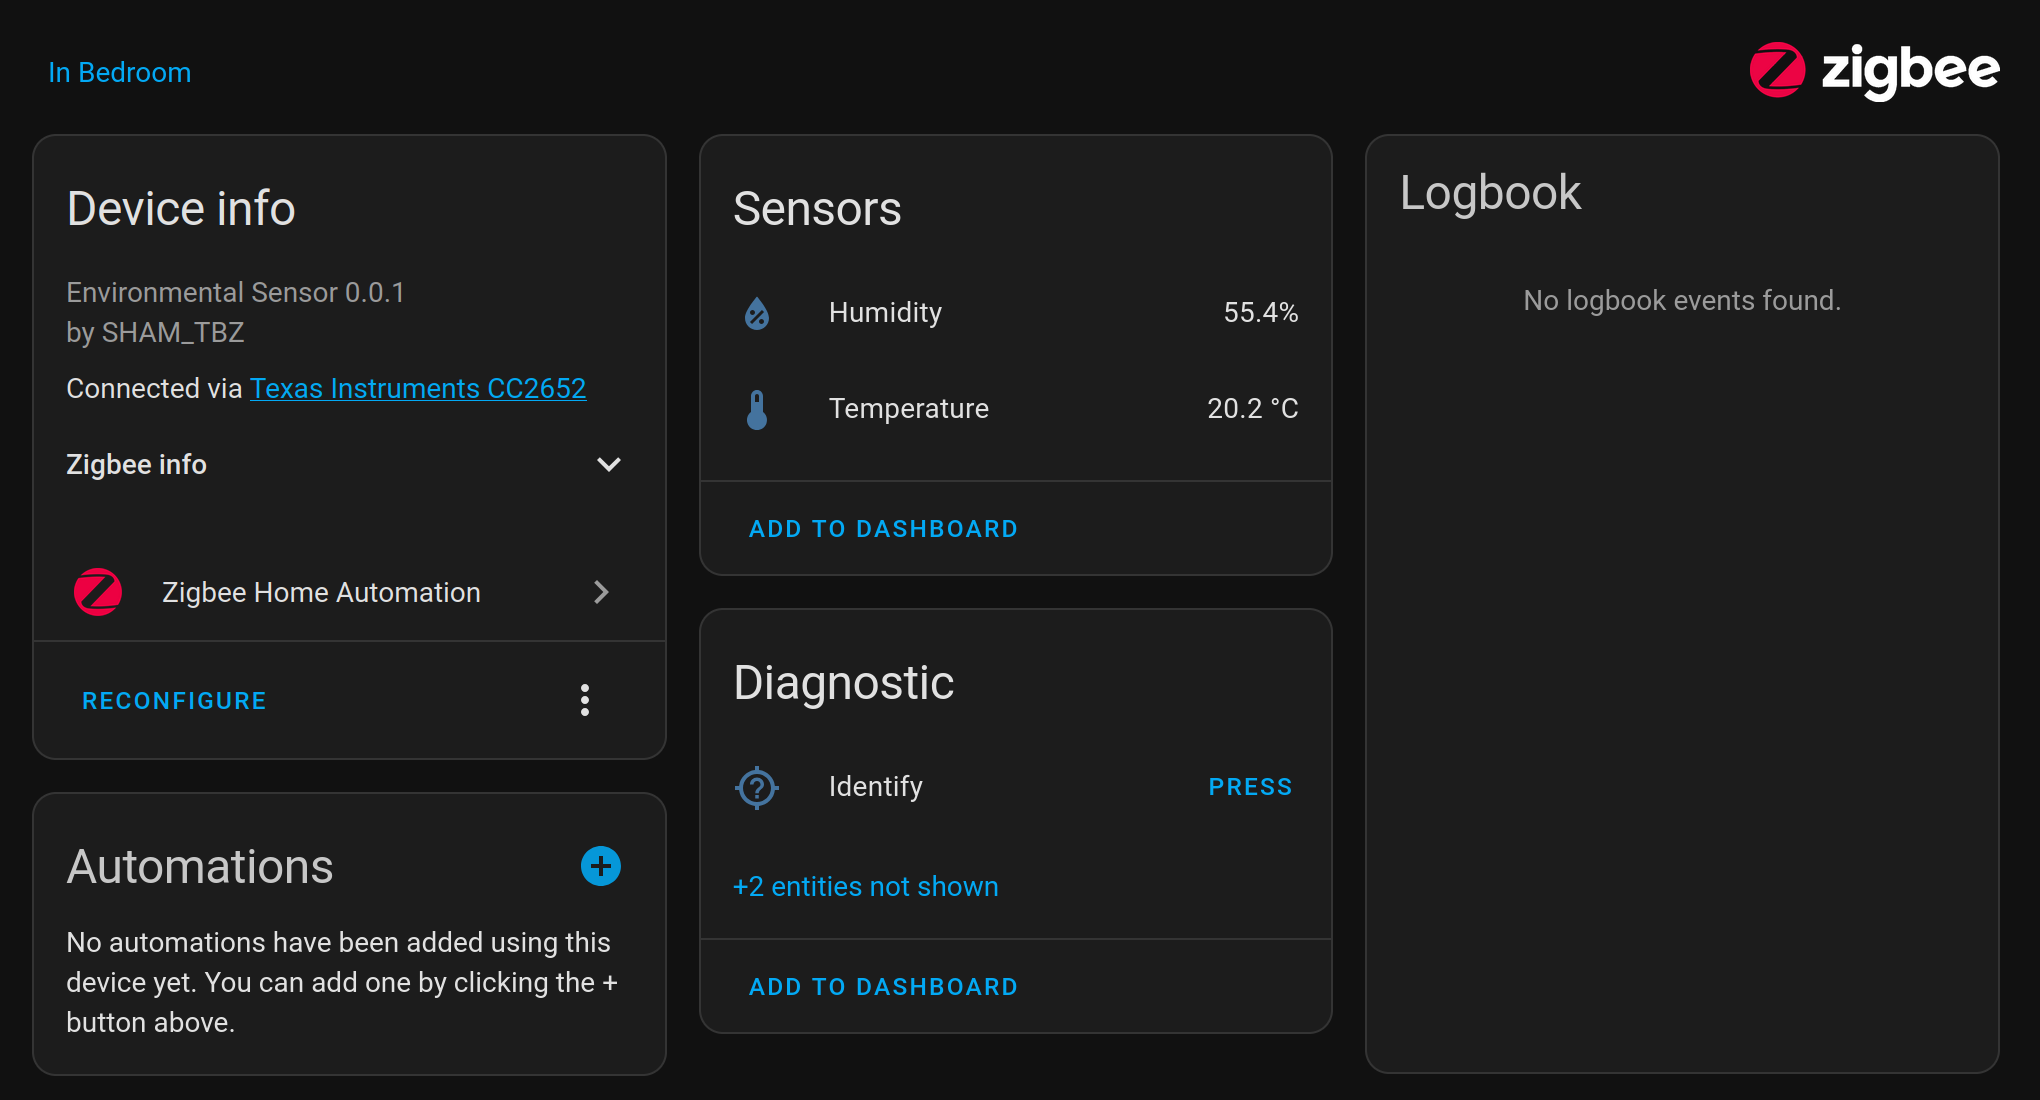 In Bedroom
zigbee
Device info
Environmental Sensor 0.0.1
by SHAM_TBZ
Connected via Texas Instruments CC2652
Zigbee info
Zigbee Home Automation
RECONFIGURE
Automations
No automations have been added using this
device yet. You can add one by clicking the +
button above.
Sensors
Humidity 55.4%
Temperature 20.2 °C
ADD TO DASHBOARD
Diagnostic
Identify PRESS
+2 entities not shown
ADD TO DASHBOARD
Logbook
No logbook events found.